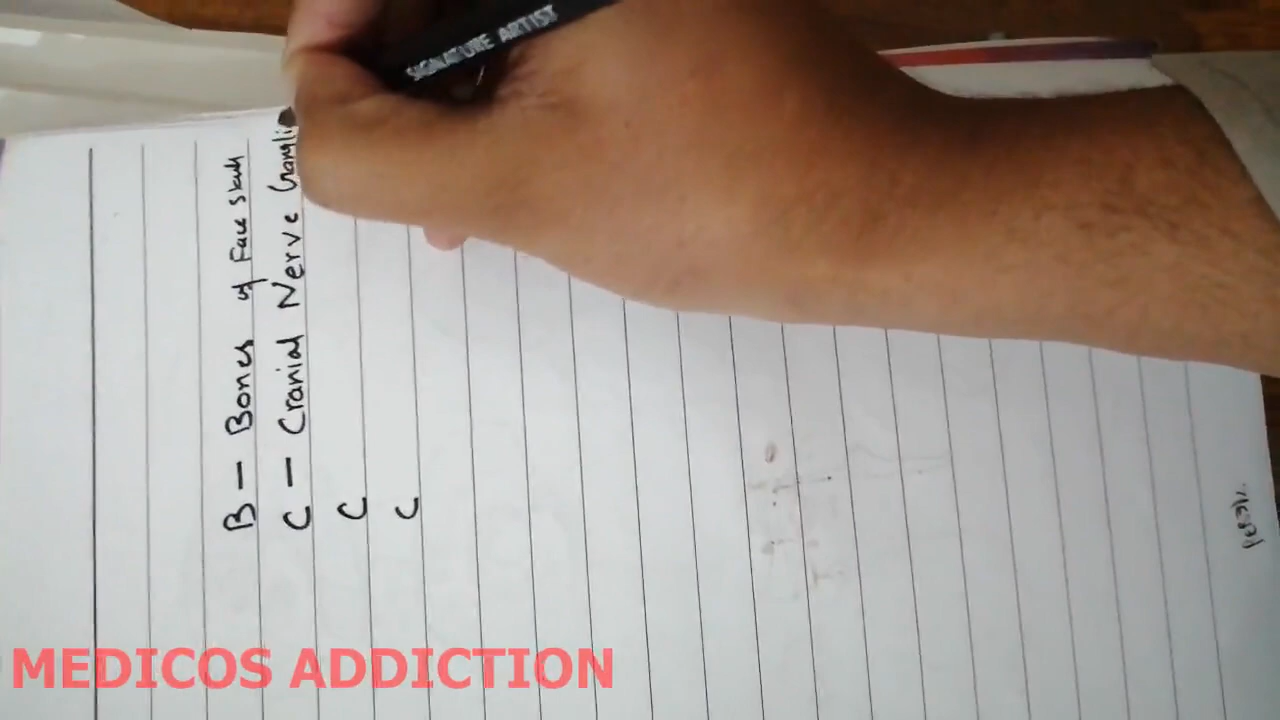 B - Bones of Face Skull
C - Cranial Nerve Gangli
C
C
SIGNATURE ARTIST
MEDICOS ADDICTION